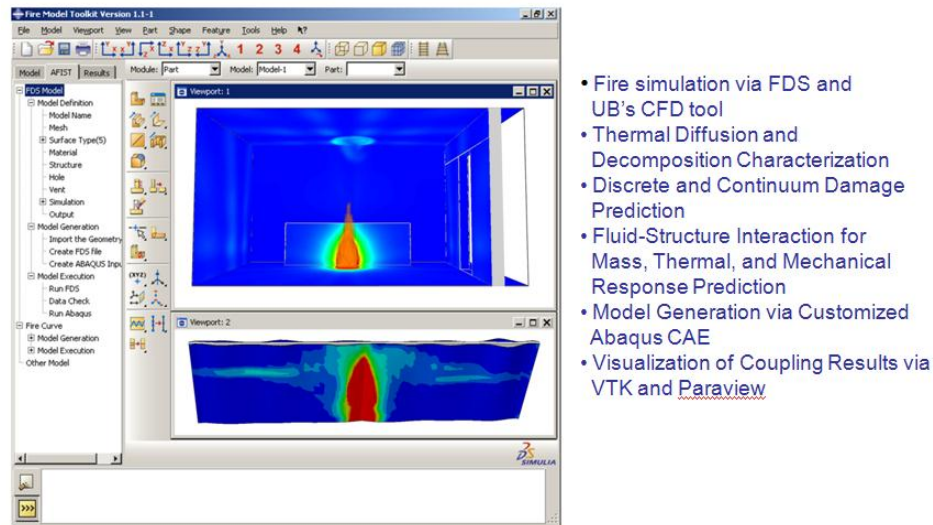 Fire Model Toolkit Version 1.1-1
File Model Viewport View Part Shape Feature Tools Help
1 2 3 4
Model AFIST Results
Module: Part Model: Model-1 Part:
FDS Model
Model Definition
Model Name
Mesh
Surface Type(S)
Material
Structure
Hole
Vent
Simulation
Output
Model Generation
Import the Geometry
Create FDS file
Create ABAQUS Inpu
Model Execution
Run FDS
Data Check
Run Abaqus
Fire Curve
Model Generation
Model Execution
Other Model
(XYZ)
Viewport: 1
Viewport: 2
SIMULIA
>>>
• Fire simulation via FDS and
UB's CFD tool
• Thermal Diffusion and
Decomposition Characterization
• Discrete and Continuum Damage
Prediction
• Fluid-Structure Interaction for
Mass, Thermal, and Mechanical
Response Prediction
• Model Generation via Customized
Abaqus CAE
• Visualization of Coupling Results via
VTK and Paraview